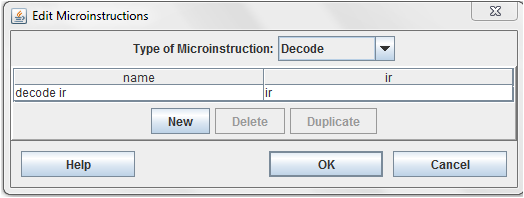 Edit Microinstructions
Type of Microinstruction: Decode
name ir
decode ir ir
New Delete Duplicate
Help OK Cancel